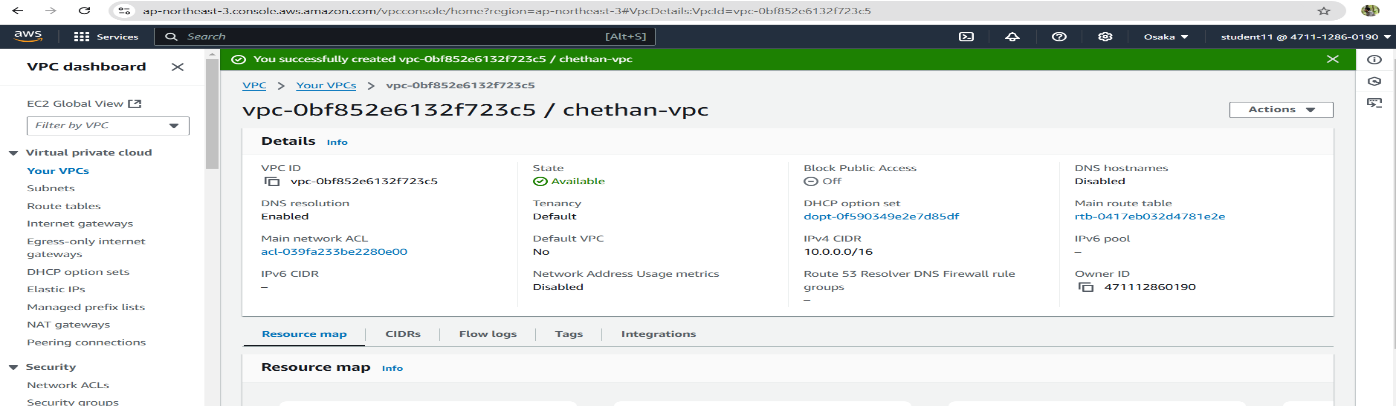 ap-northeast-3.console.aws.amazon.com/vpcconsole/home?region=ap-northeast-3#VpcDetails:VpcId=vpc-0bf852e6132f723c5
aws Services Search [Alt+S] Osaka student11 @ 4711-1286-0190
VPC dashboard
EC2 Global View
Filter by VPC
Virtual private cloud
Your VPCs
Subnets
Route tables
Internet gateways
Egress-only internet
gateways
DHCP option sets
Elastic IPs
Managed prefix lists
NAT gateways
Peering connections
Security
Network ACLs
Security groups
You successfully created vpc-0bf852e6132f723c5 / chethan-vpc
VPC > Your VPCs > vpc-0bf852e6132f723c5
vpc-0bf852e6132f723c5 / chethan-vpc
Actions
Details Info
VPC ID
vpc-0bf852e6132f723c5
State
Available
Block Public Access
Off
DNS hostnames
Disabled
DNS resolution
Enabled
Tenancy
Default
DHCP option set
dopt-0f590349e2e7d85df
Main route table
rtb-0417eb032d4781e2e
Main network ACL
acl-039fa233be2280e00
Default VPC
No
IPv4 CIDR
10.0.0.0/16
IPv6 pool
–
IPv6 CIDR
–
Network Address Usage metrics
Disabled
Route 53 Resolver DNS Firewall rule
groups
–
Owner ID
471112860190
Resource map CIDRs Flow logs Tags Integrations
Resource map Info